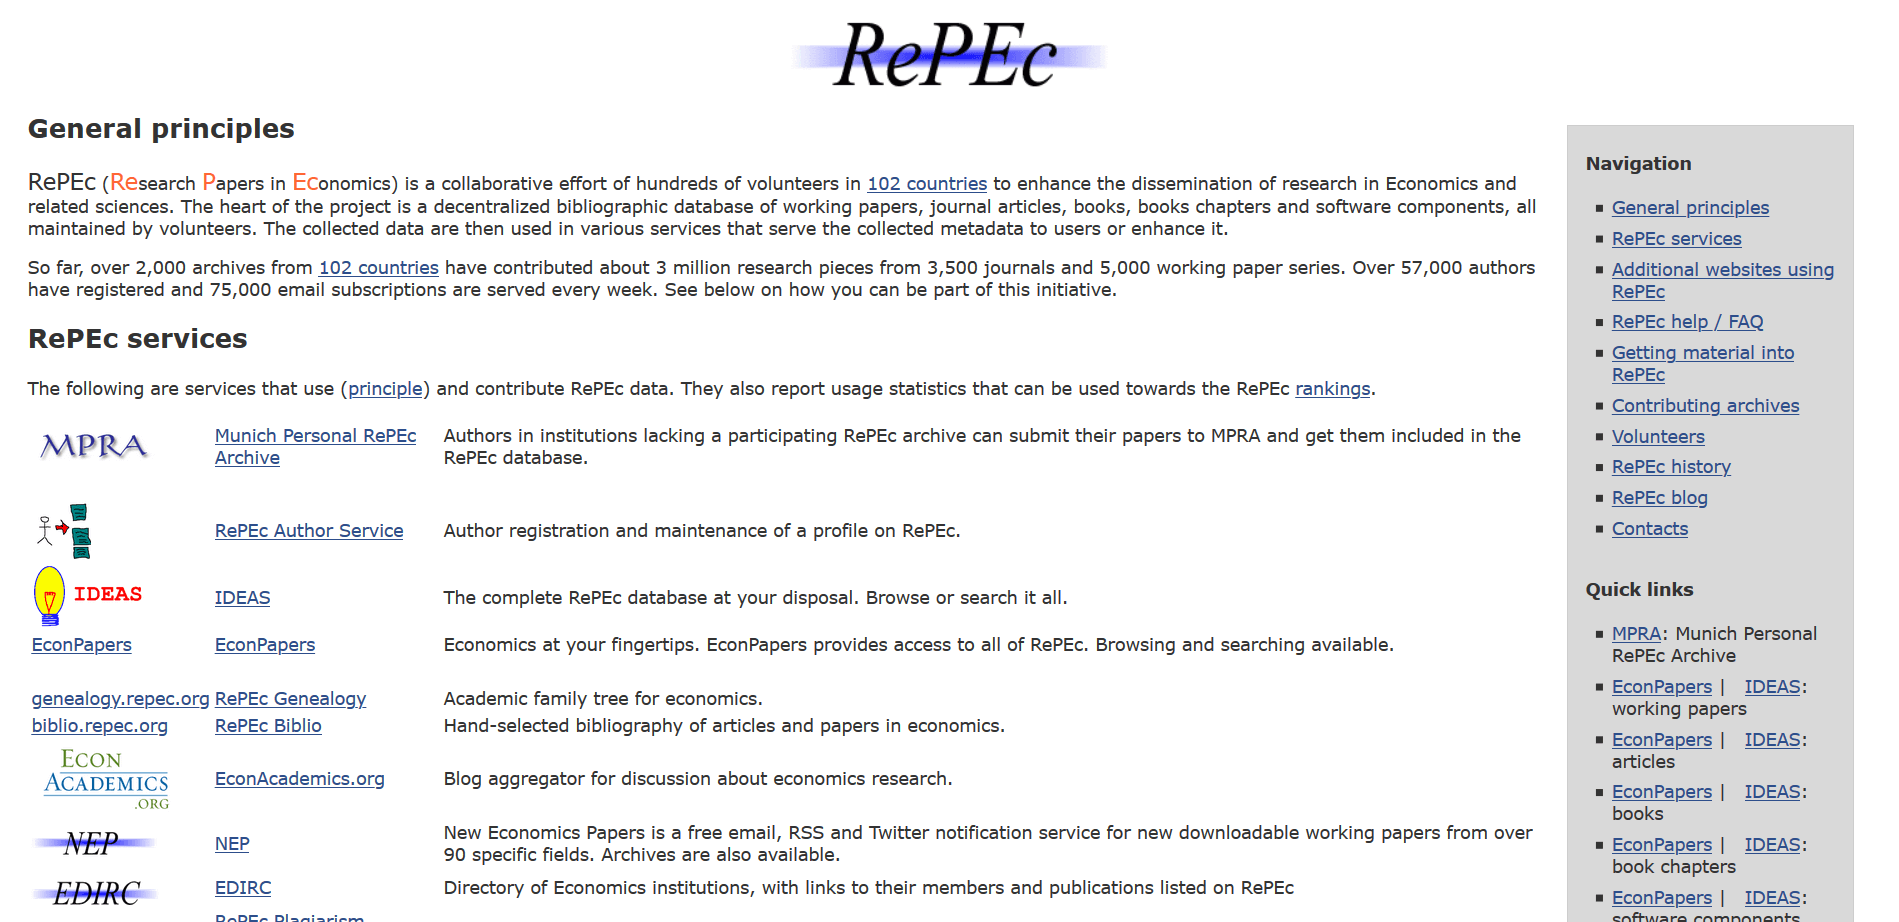 RePEc
General principles
RePEc (Research Papers in Economics) is a collaborative effort of hundreds of volunteers in 102 countries to enhance the dissemination of research in Economics and
related sciences. The heart of the project is a decentralized bibliographic database of working papers, journal articles, books, books chapters and software components, all
maintained by volunteers. The collected data are then used in various services that serve the collected metadata to users or enhance it.
So far, over 2,000 archives from 102 countries have contributed about 3 million research pieces from 3,500 journals and 5,000 working paper series. Over 57,000 authors
have registered and 75,000 email subscriptions are served every week. See below on how you can be part of this initiative.
RePEc services
The following are services that use (principle) and contribute RePEc data. They also report usage statistics that can be used towards the RePEc rankings.
MPRA
Munich Personal RePEc
Archive
Authors in institutions lacking a participating RePEc archive can submit their papers to MPRA and get them included in the
RePEc database.
RePEc Author Service
Author registration and maintenance of a profile on RePEc.
IDEAS
IDEAS
The complete RePEc database at your disposal. Browse or search it all.
EconPapers
EconPapers
Economics at your fingertips. EconPapers provides access to all of RePEc. Browsing and searching available.
genealogy.repec.org
RePEc Genealogy
Academic family tree for economics.
biblio.repec.org
RePEc Biblio
Hand-selected bibliography of articles and papers in economics.
ECON
ACADEMICS
.ORG
EconAcademics.org
Blog aggregator for discussion about economics research.
NEP
NEP
New Economics Papers is a free email, RSS and Twitter notification service for new downloadable working papers from over
90 specific fields. Archives are also available.
EDIRC
EDIRC
Directory of Economics institutions, with links to their members and publications listed on RePEc
RePEc Plagiarism
Navigation
General principles
RePEc services
Additional websites using
RePEc
RePEc help / FAQ
Getting material into
RePEc
Contributing archives
Volunteers
RePEc history
RePEc blog
Contacts
Quick links
MPRA: Munich Personal
RePEc Archive
EconPapers | IDEAS:
working papers
EconPapers | IDEAS:
articles
EconPapers | IDEAS:
books
EconPapers | IDEAS:
book chapters
EconPapers | IDEAS:
software components